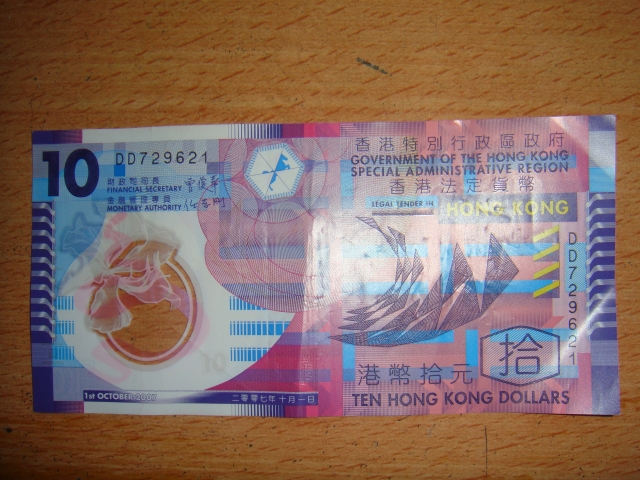 10
DD729621
財政司司長
FINANCIAL SECRETARY
金融管理專員
MONETARY AUTHORITY
香港特別行政區政府
GOVERNMENT OF THE HONG KONG
SPECIAL ADMINISTRATIVE REGION
香港法定貨幣
LEGAL TENDER IN
HONG KONG
DD729621
拾
10
港幣拾元
TEN HONG KONG DOLLARS
1st OCTOBER 2007
二零零七年十月一日